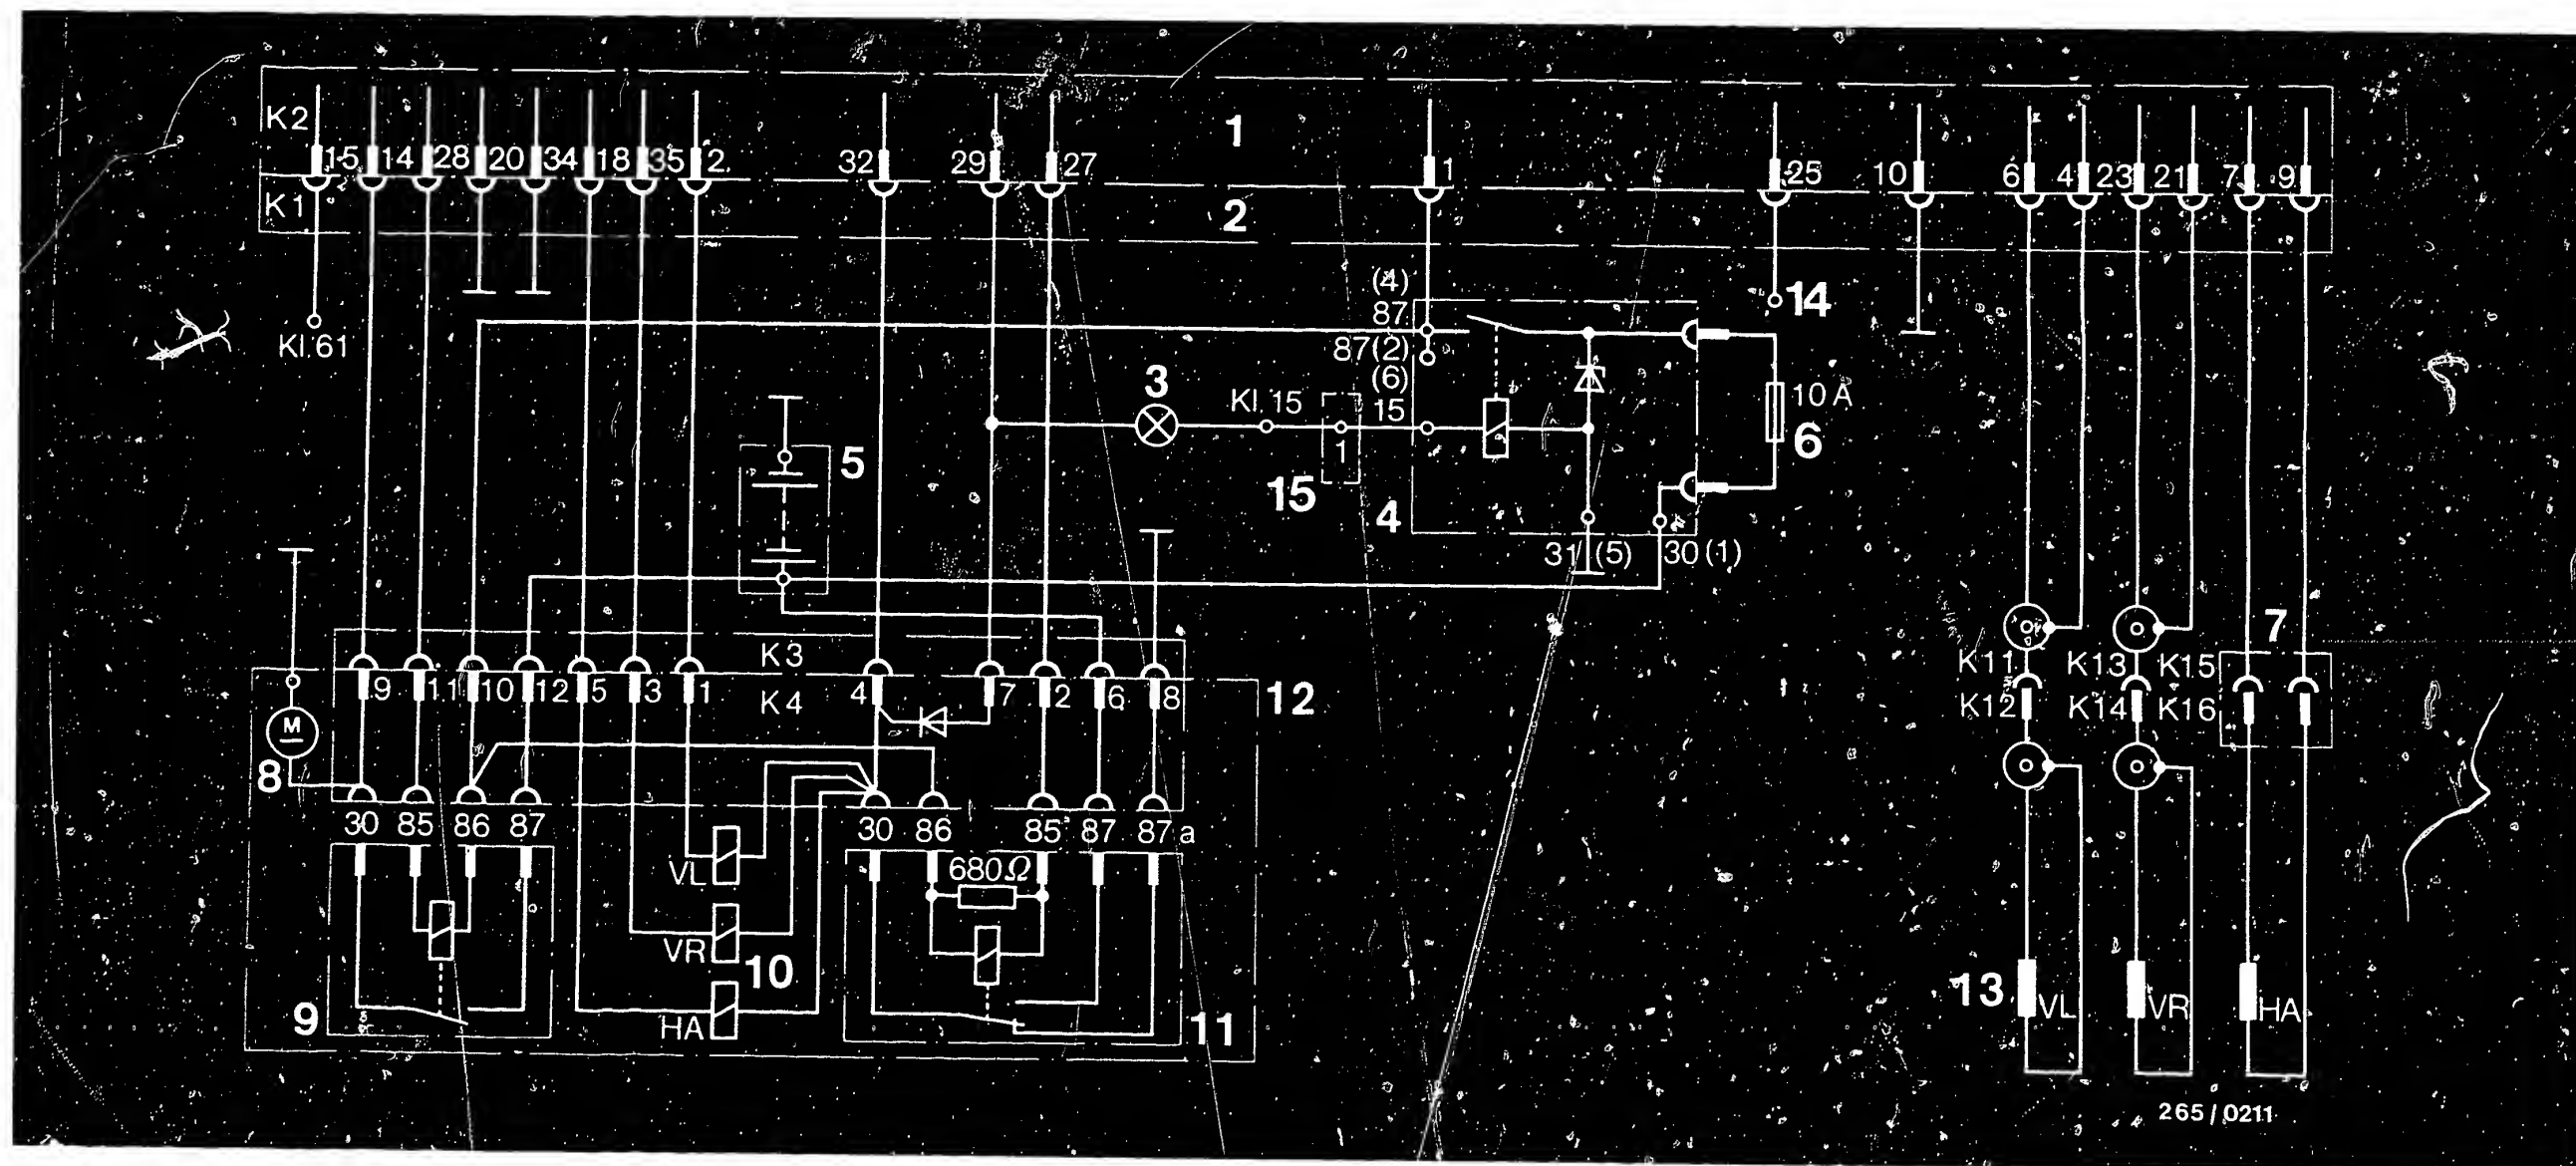 K2
1
15 14 28 20 34 18 35 2 32 29 27 1 25 10 6 4 23 21 7 9
K1
2
(4)
87
14
Kl.61
87(2)
(6)
3
Kl.15
15
10 A
1
6
5
15
4
31 (5)
30(1)
7
K3
K11 K13 K15
9 11 10 12 5 3 1
K4
4 7 2 6 8
12
K12 K14 K16
M
8
30 85 86 87
30 86 85 87 87a
VL
680Ω
VR
10
13
VL VR HA
9
HA
11
265/0211